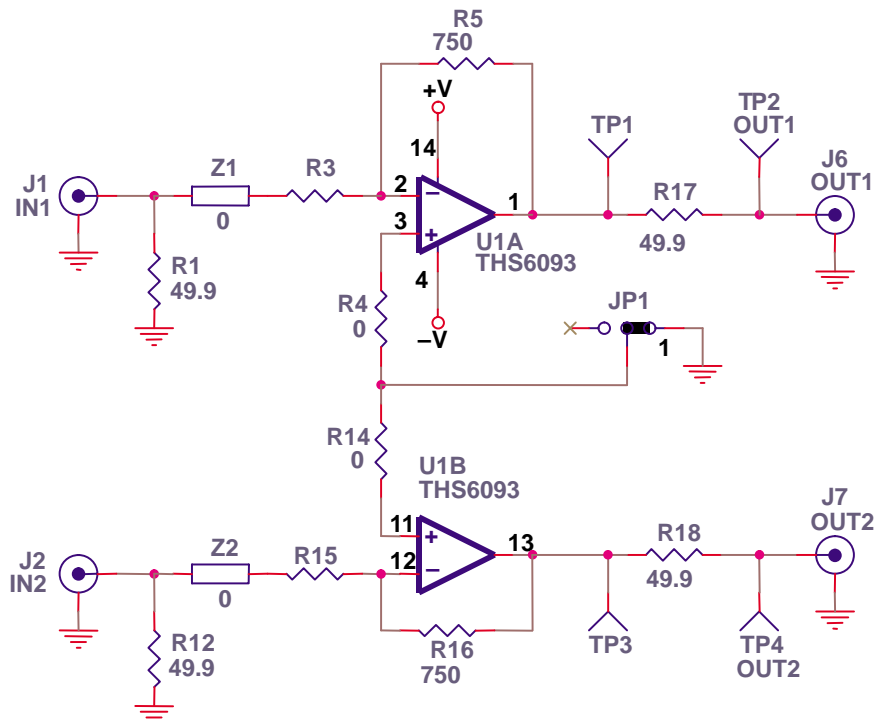 R5
750
+V
TP1
TP2
OUT1
J1
IN1
Z1
0
R3
14
2
3
1
R17
49.9
J6
OUT1
R1
49.9
U1A
THS6093
4
R4
0
–V
JP1
1
R14
0
U1B
THS6093
11
12
13
J2
IN2
Z2
0
R15
R18
49.9
J7
OUT2
R12
49.9
R16
750
TP3
TP4
OUT2